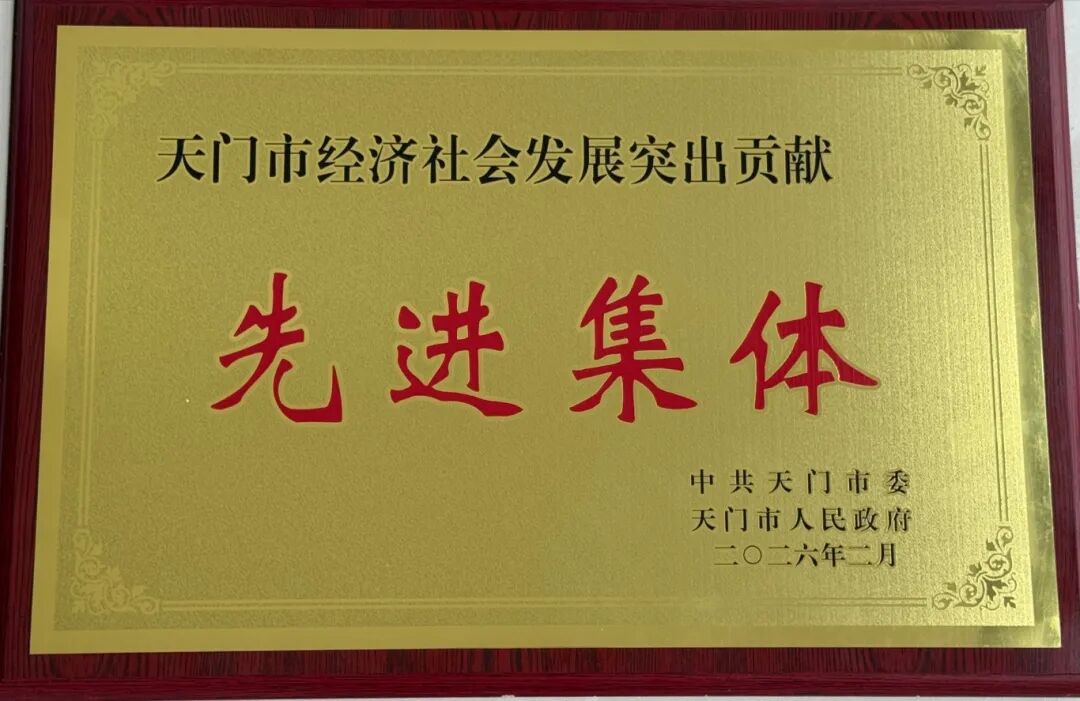 天门市经济社会发展突出贡献
先进集体
中共天门市委
天门市人民政府
二〇二六年二月